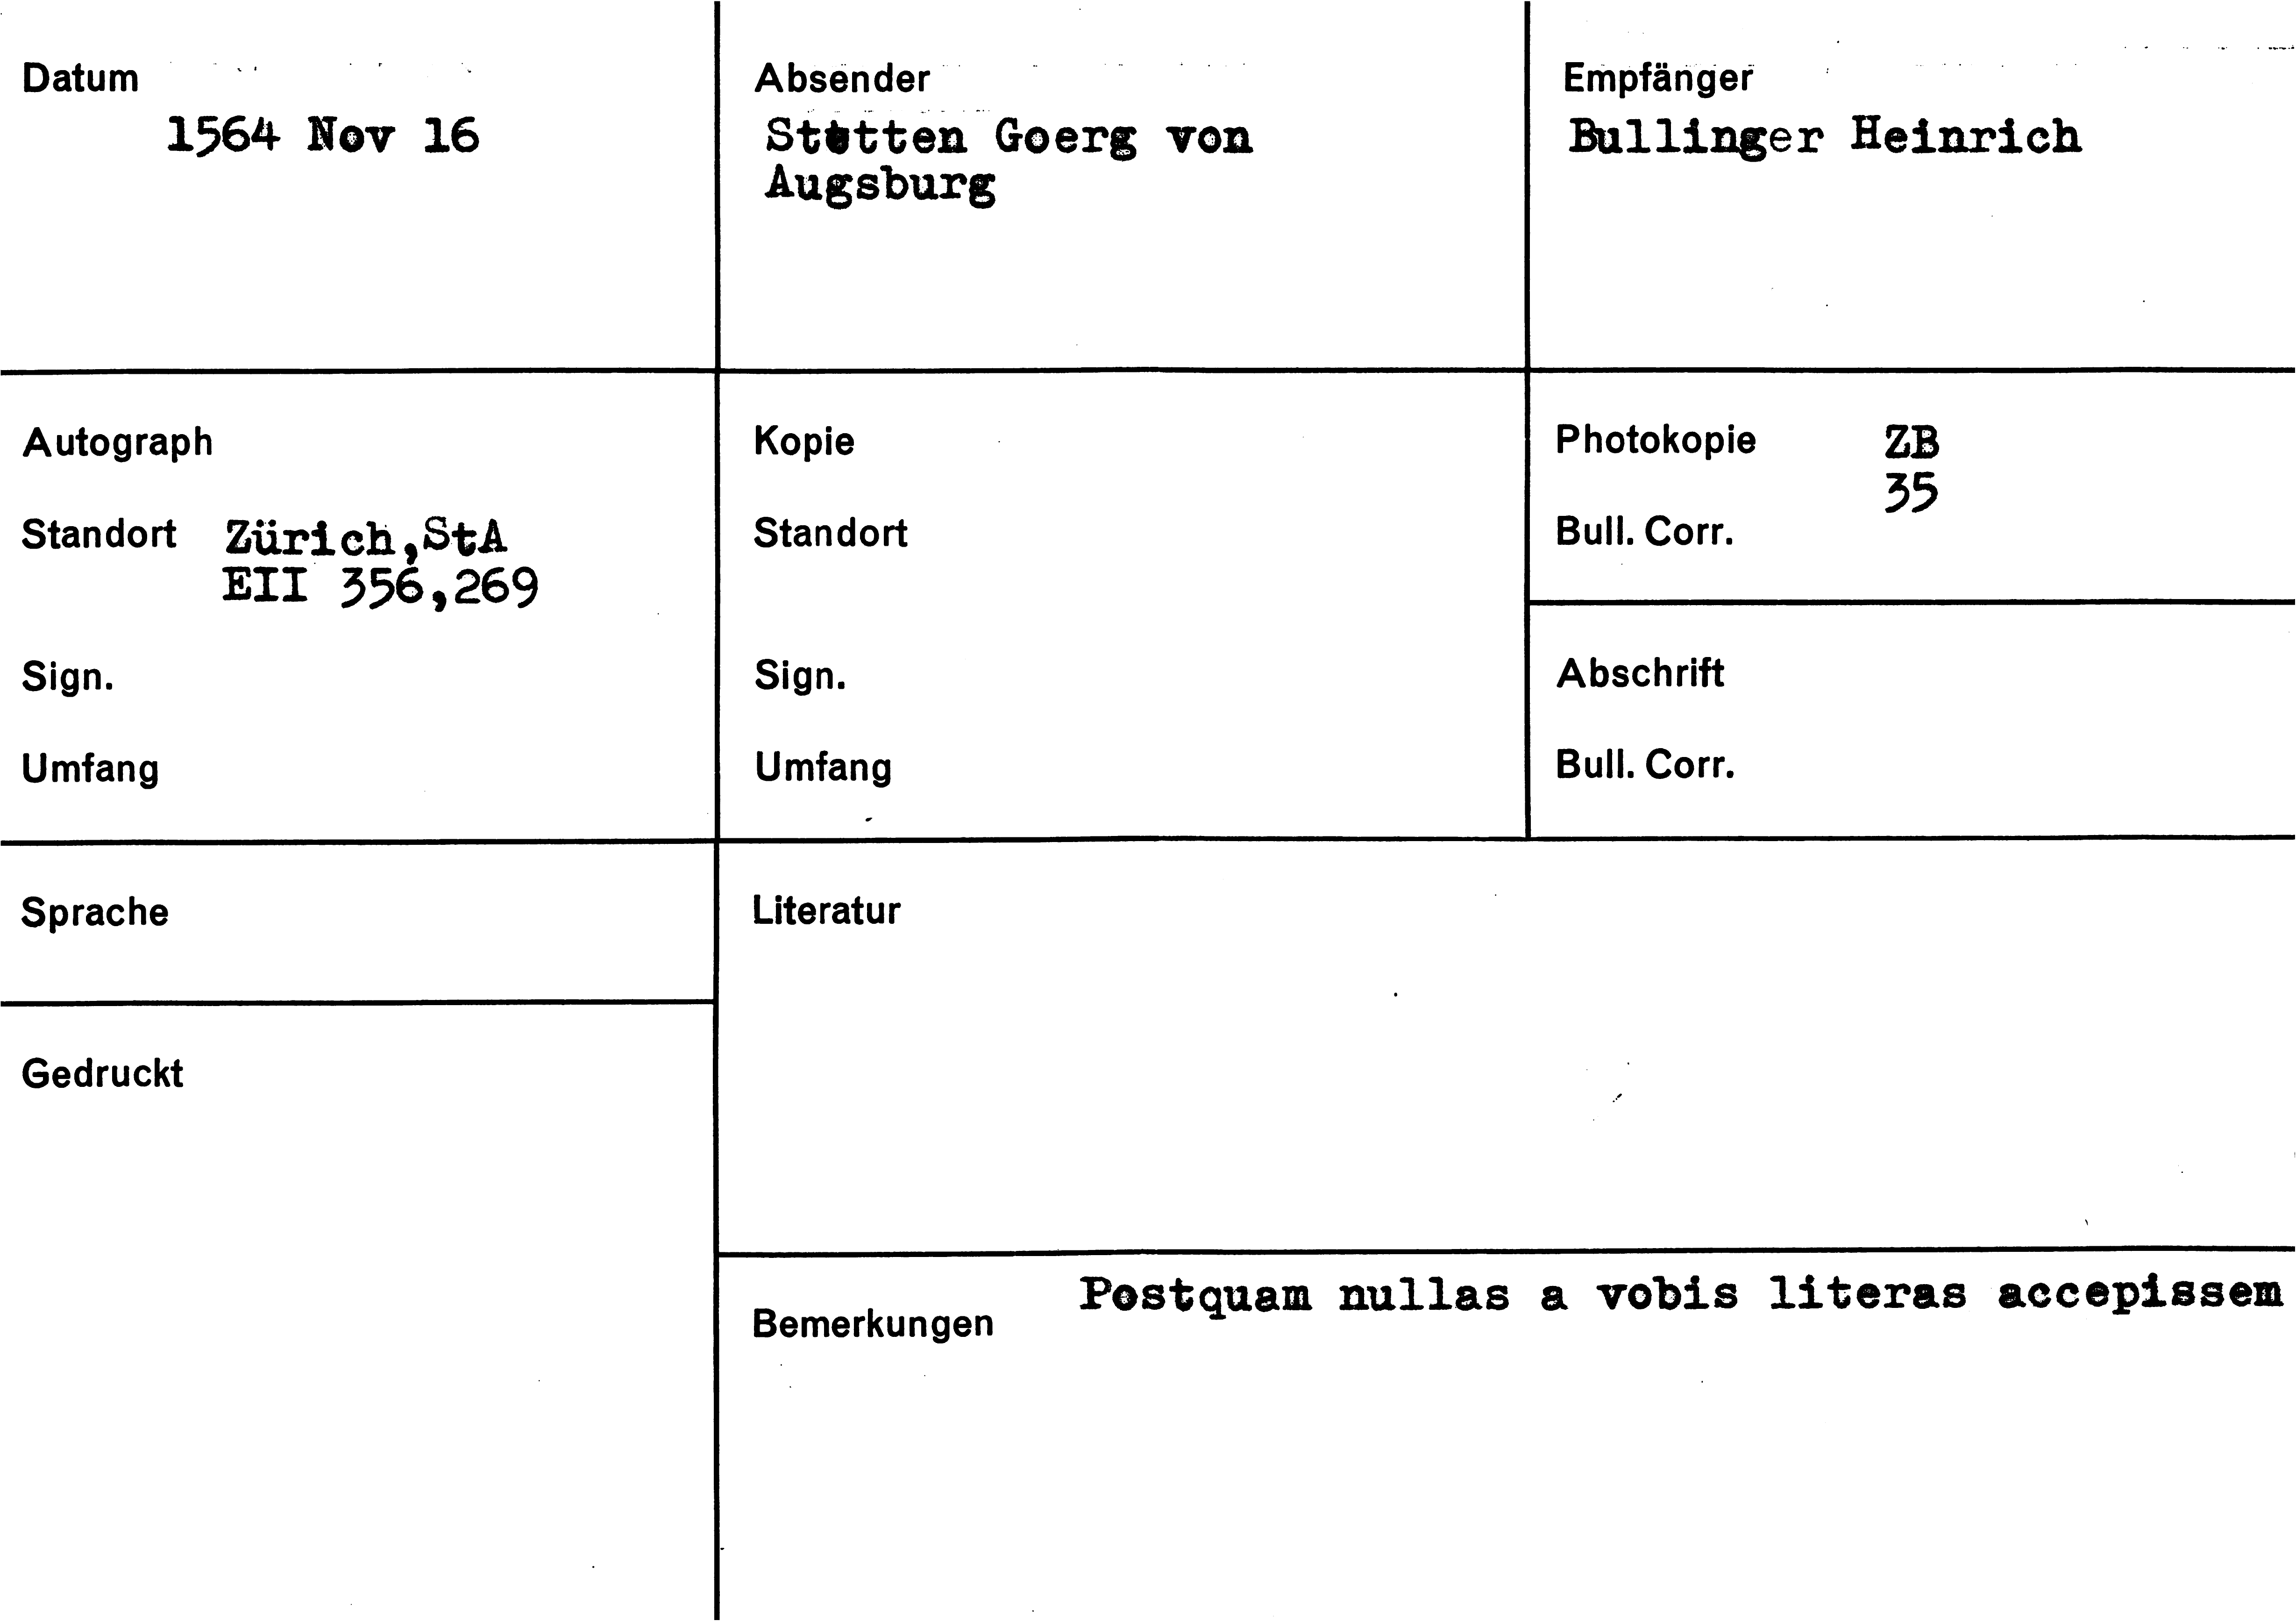 Datum
1564 Nov 16
Absender
Stetten Goerg von
Augsburg
Empfänger
Bullinger Heinrich
Autograph
Standort Zürich,StA
EII 356,269
Sign.
Umfang
Kopie
Standort
Sign.
Umfang
Photokopie ZB
35
Bull. Corr.
Abschrift
Bull. Corr.
Sprache
Gedruckt
Literatur
Postquam nullas a vobis literas accepissem
Bemerkungen